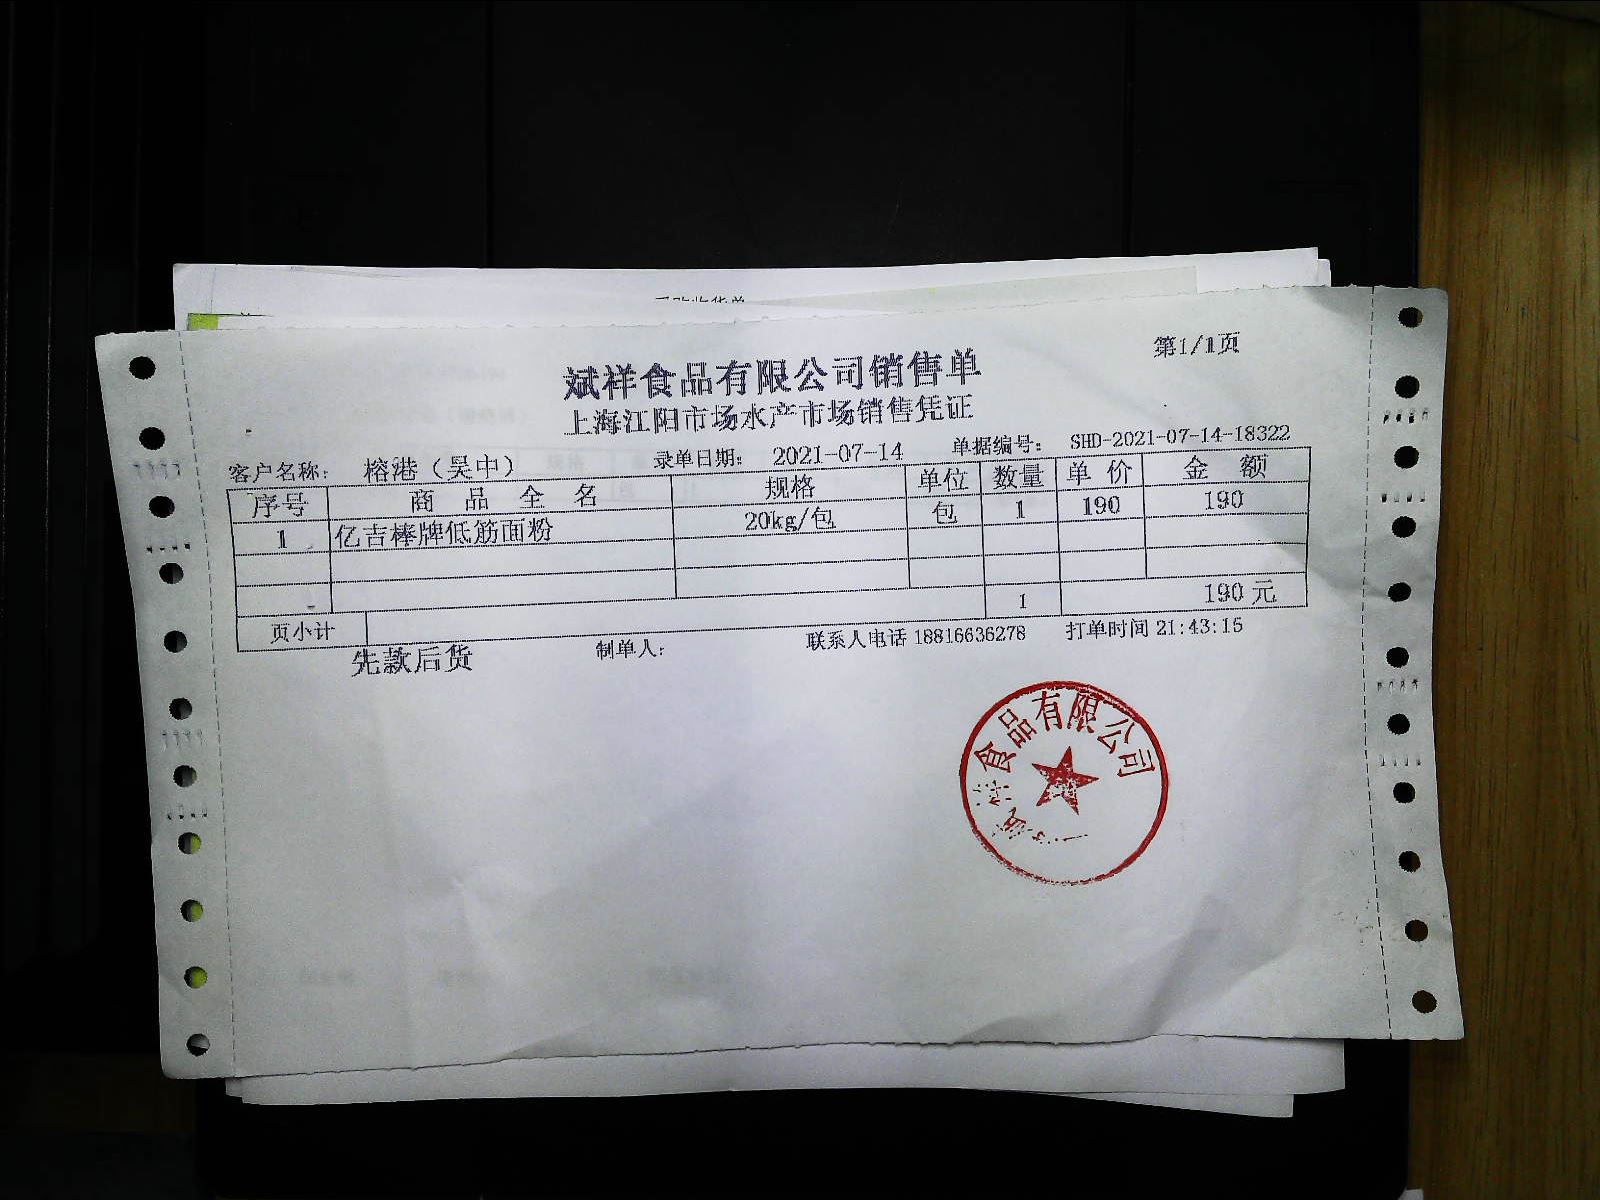 第1/1页
斌祥食品有限公司销售单
上海江阳市场水产市场销售凭证
客户名称: 榕港（吴中） 录单日期: 2021-07-14 单据编号: SHD-2021-07-14-18322
序号 商品全名 规格 单位 数量 单价 金额
1 亿吉棒牌低筋面粉 20kg/包 包 1 190 190
页小计 1 190元
先款后货 制单人: 联系人电话 18816636278 打单时间 21:43:15
食品有限公司